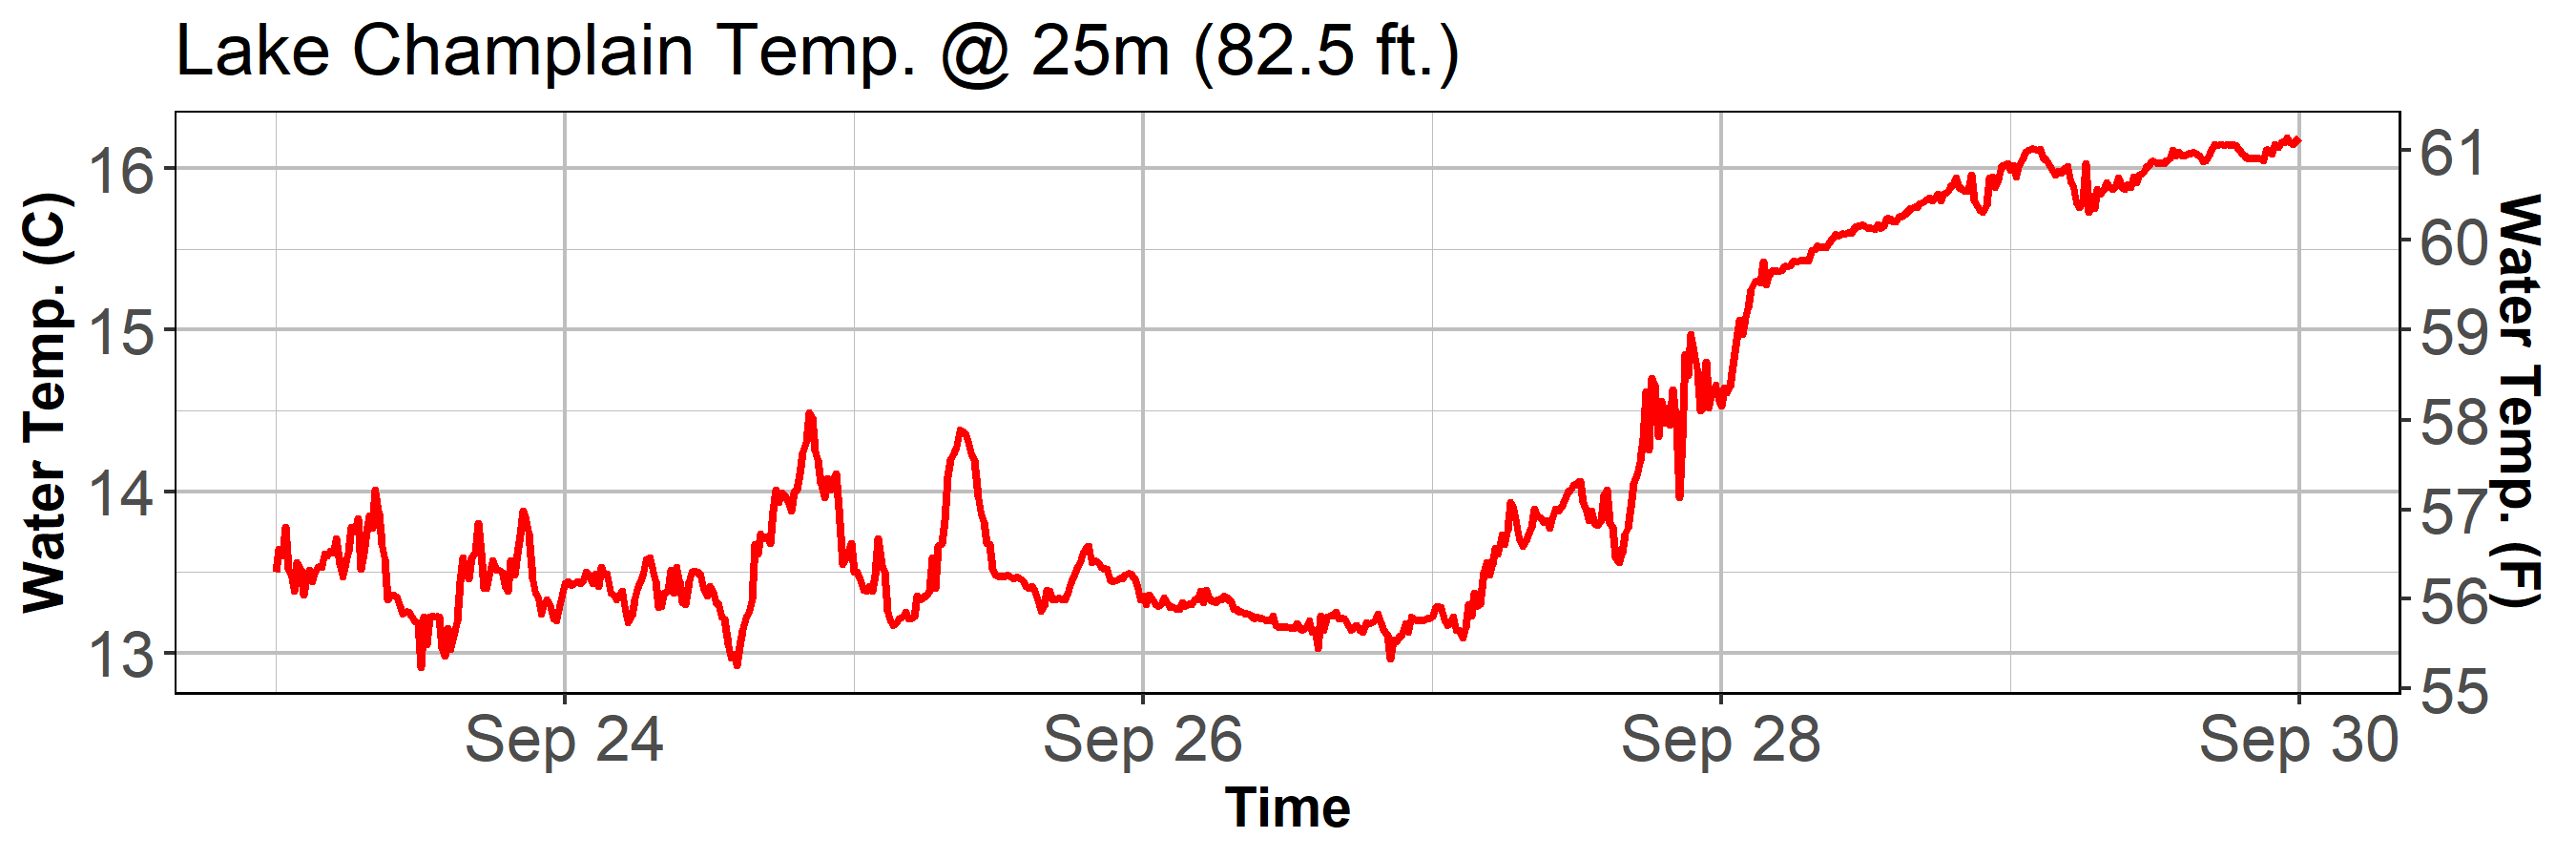 Lake Champlain Temp. @ 25m (82.5 ft.)
Water Temp. (C)
16
15
14
13
61
60
59
58
57
56
55
Water Temp. (F)
Sep 24
Sep 26
Sep 28
Sep 30
Time